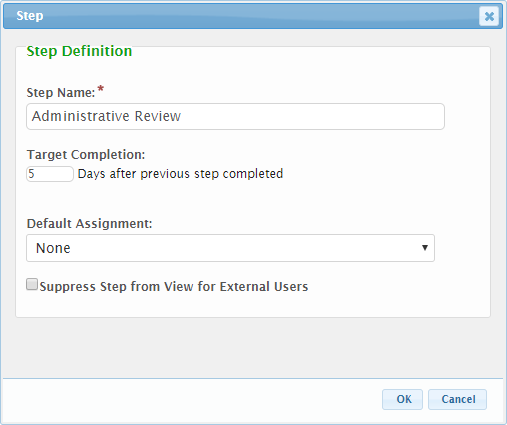 Step
Step Definition
Step Name:*
Administrative Review
Target Completion:
5 Days after previous step completed
Default Assignment:
None
Suppress Step from View for External Users
OK Cancel